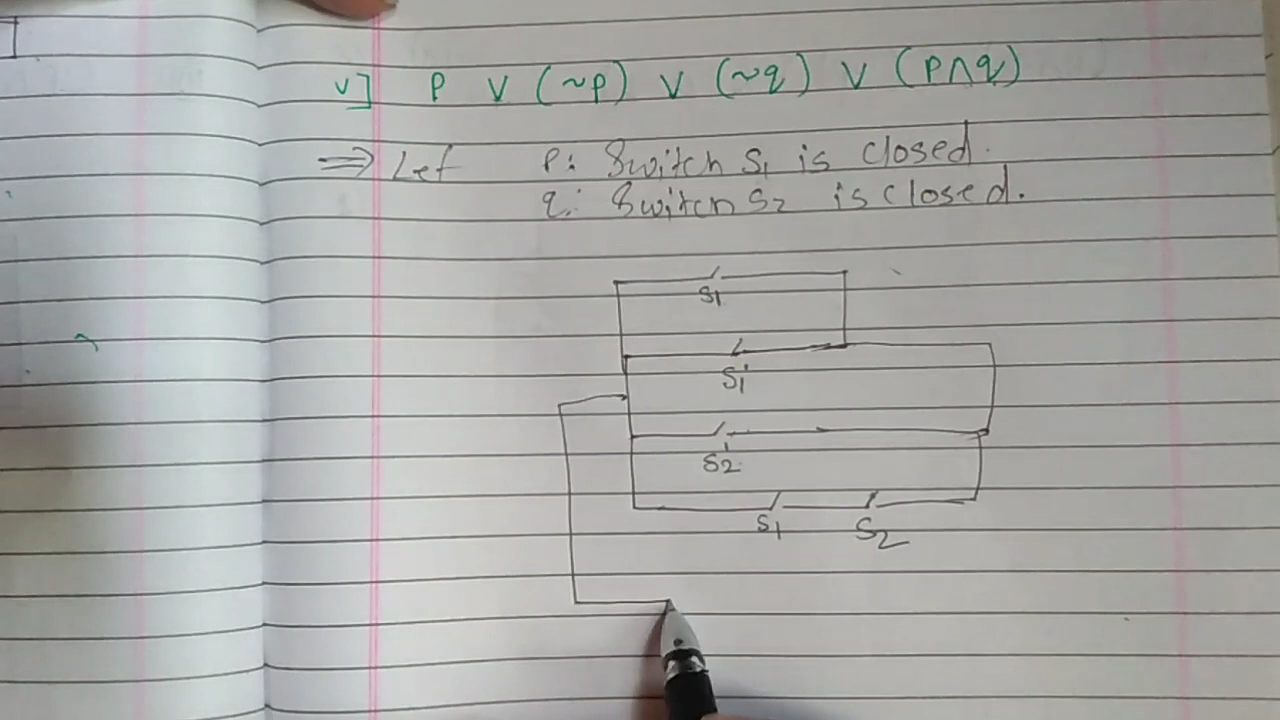 v] p ∨ (~p) ∨ (~q) ∨ (p∧q)
⇒ Let p: Switch S₁ is closed.
q: Switch S₂ is closed.
S₁
S₁'
S₂'
S₁ S₂